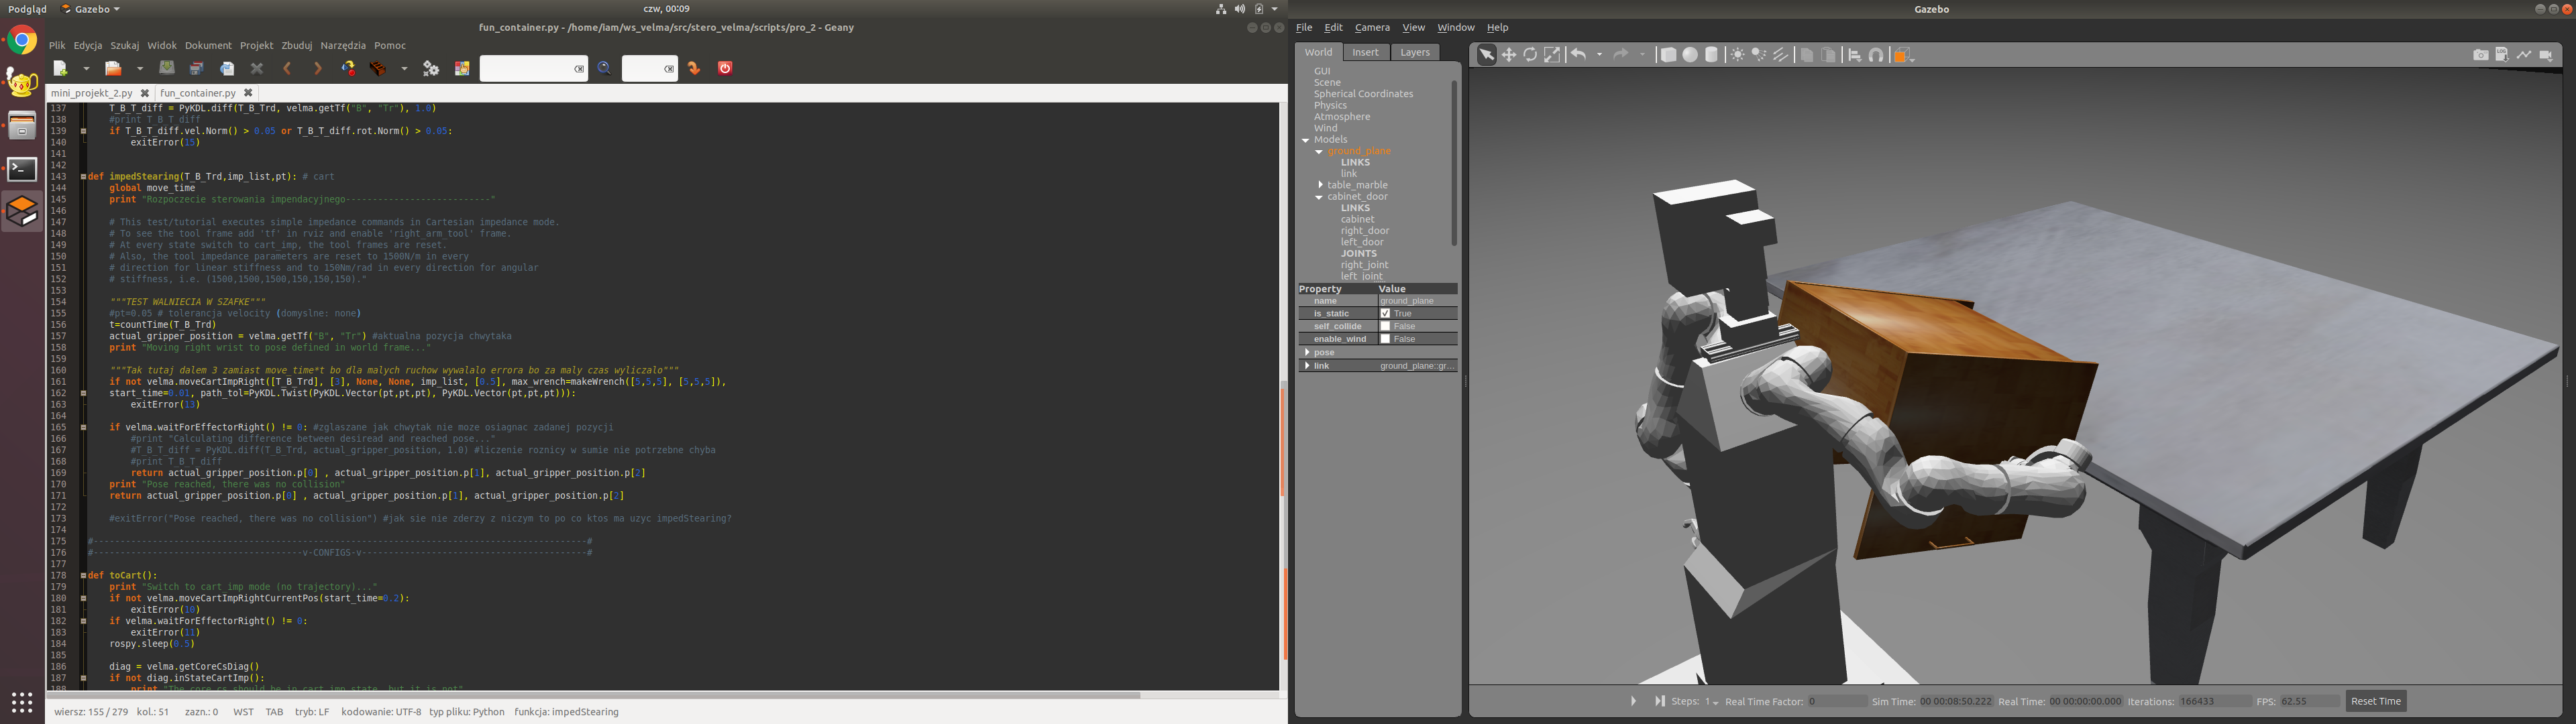 Podgląd
Gazebo
czw, 00:09
fun_container.py - /home/iam/ws_velma/src/stero_velma/scripts/pro_2 - Geany
Plik Edycja Szukaj Widok Dokument Projekt Zbuduj Narzędzia Pomoc
mini_projekt_2.py
fun_container.py
137 T_B_T_diff = PyKDL.diff(T_B_Trd, velma.getTf("B", "Tr"), 1.0)
138 #print T_B_T_diff
139 if T_B_T_diff.vel.Norm() > 0.05 or T_B_T_diff.rot.Norm() > 0.05:
140 exitError(15)
141
142
143 def impedStearing(T_B_Trd,imp_list,pt): # cart
144 global move_time
145 print "Rozpoczecie sterowania impendacyjnego---------------------------"
146
147 # This test/tutorial executes simple impedance commands in Cartesian impedance mode.
148 # To see the tool frame add 'tf' in rviz and enable 'right_arm_tool' frame.
149 # At every state switch to cart_imp, the tool frames are reset.
150 # Also, the tool impedance parameters are reset to 1500N/m in every
151 # direction for linear stiffness and to 150Nm/rad in every direction for angular
152 # stiffness, i.e. (1500,1500,1500,150,150,150)."
153
154 """TEST WALNIECIA W SZAFKE"""
155 #pt=0.05 # tolerancja velocity (domyslne: none)
156 t=countTime(T_B_Trd)
157 actual_gripper_position = velma.getTf("B", "Tr") #aktualna pozycja chwytaka
158 print "Moving right wrist to pose defined in world frame..."
159
160 """Tak tutaj dalem 3 zamiast move_time*t bo dla malych ruchow wywalalo errora bo za maly czas wyliczalo"""
161 if not velma.moveCartImpRight([T_B_Trd], [3], None, None, imp_list, [0.5], max_wrench=makeWrench([5,5,5], [5,5,5]),
162 start_time=0.01, path_tol=PyKDL.Twist(PyKDL.Vector(pt,pt,pt), PyKDL.Vector(pt,pt,pt))):
163 exitError(13)
164
165 if velma.waitForEffectorRight() != 0: #zglaszane jak chwytak nie moze osiagnac zadanej pozycji
166 #print "Calculating difference between desiread and reached pose..."
167 #T_B_T_diff = PyKDL.diff(T_B_Trd, actual_gripper_position, 1.0) #liczenie roznicy w sumie nie potrzebne chyba
168 #print T_B_T_diff
169 return actual_gripper_position.p[0] , actual_gripper_position.p[1], actual_gripper_position.p[2]
170 print "Pose reached, there was no collision"
171 return actual_gripper_position.p[0] , actual_gripper_position.p[1], actual_gripper_position.p[2]
172
173 #exitError("Pose reached, there was no collision") #jak sie nie zderzy z niczym to po co ktos ma uzyc impedStearing?
174
175 #--------------------------------------------------------------------------------------------#
176 #---------------------------------------v-CONFIGS-v------------------------------------------#
177
178 def toCart():
179 print "Switch to cart imp mode (no trajectory)..."
180 if not velma.moveCartImpRightCurrentPos(start_time=0.2):
181 exitError(10)
182 if velma.waitForEffectorRight() != 0:
183 exitError(11)
184 rospy.sleep(0.5)
185
186 diag = velma.getCoreCsDiag()
187 if not diag.inStateCartImp():
188 print "The core_cs should be in cart_imp state, but it is not"
wiersz: 155 / 279 kol.: 51 zazn.: 0 WST TAB tryb: LF kodowanie: UTF-8 typ pliku: Python funkcja: impedStearing
Gazebo
File Edit Camera View Window Help
World Insert Layers
GUI
Scene
Spherical Coordinates
Physics
Atmosphere
Wind
Models
ground_plane
LINKS
link
table_marble
cabinet_door
LINKS
cabinet
right_door
left_door
JOINTS
right_joint
left_joint
Property Value
name ground_plane
is_static True
self_collide False
enable_wind False
pose
link ground_plane::gr...
Steps: 1 Real Time Factor: 0 Sim Time: 00 00:08:50.222 Real Time: 00 00:00:00.000 Iterations: 166433 FPS: 62.55 Reset Time